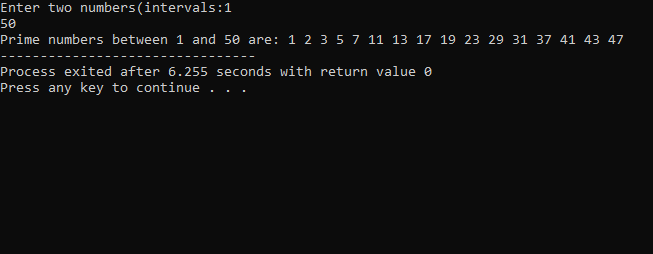 Enter two numbers(intervals:1
50
Prime numbers between 1 and 50 are: 1 2 3 5 7 11 13 17 19 23 29 31 37 41 43 47
--------------------------------
Process exited after 6.255 seconds with return value 0
Press any key to continue . . .